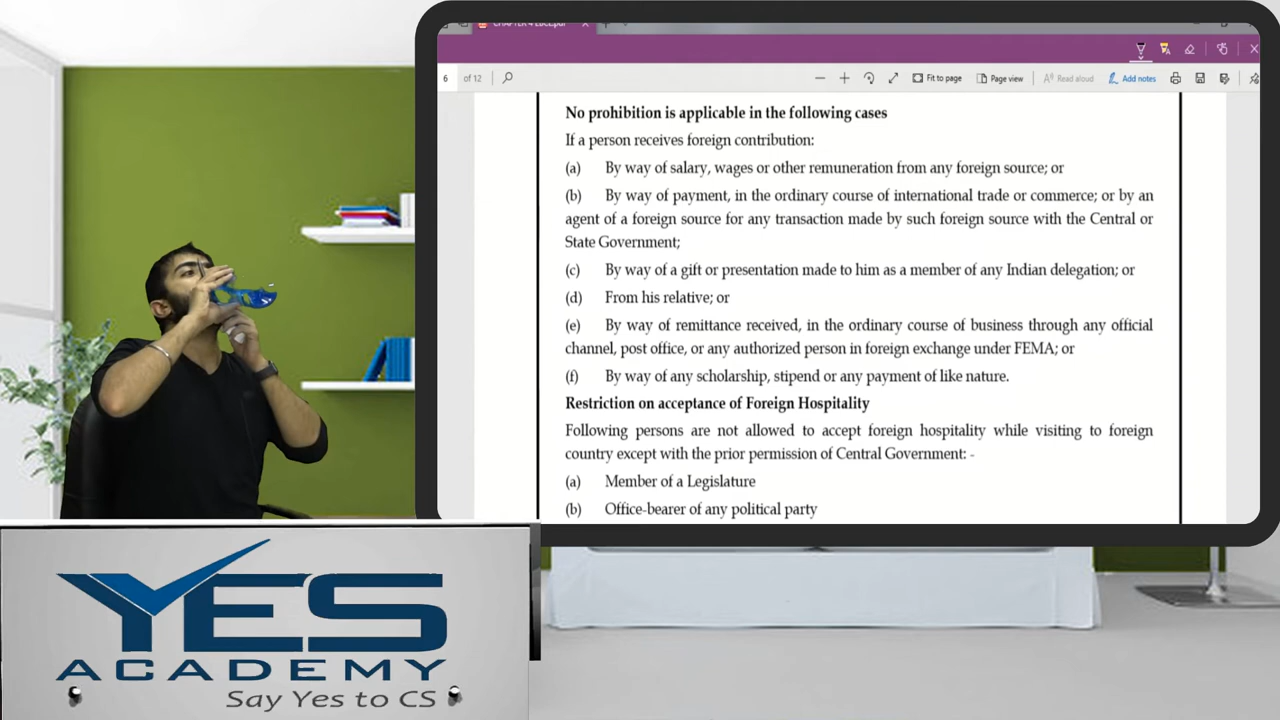 CHAPTER 4 EBCL.pdf
6 of 12
Fit to page
Page view
Read aloud
Add notes
No prohibition is applicable in the following cases
If a person receives foreign contribution:
(a) By way of salary, wages or other remuneration from any foreign source; or
(b) By way of payment, in the ordinary course of international trade or commerce; or by an
agent of a foreign source for any transaction made by such foreign source with the Central or
State Government;
(c) By way of a gift or presentation made to him as a member of any Indian delegation; or
(d) From his relative; or
(e) By way of remittance received, in the ordinary course of business through any official
channel, post office, or any authorized person in foreign exchange under FEMA; or
(f) By way of any scholarship, stipend or any payment of like nature.
Restriction on acceptance of Foreign Hospitality
Following persons are not allowed to accept foreign hospitality while visiting to foreign
country except with the prior permission of Central Government: -
(a) Member of a Legislature
(b) Office-bearer of any political party
YES
ACADEMY
Say Yes to CS